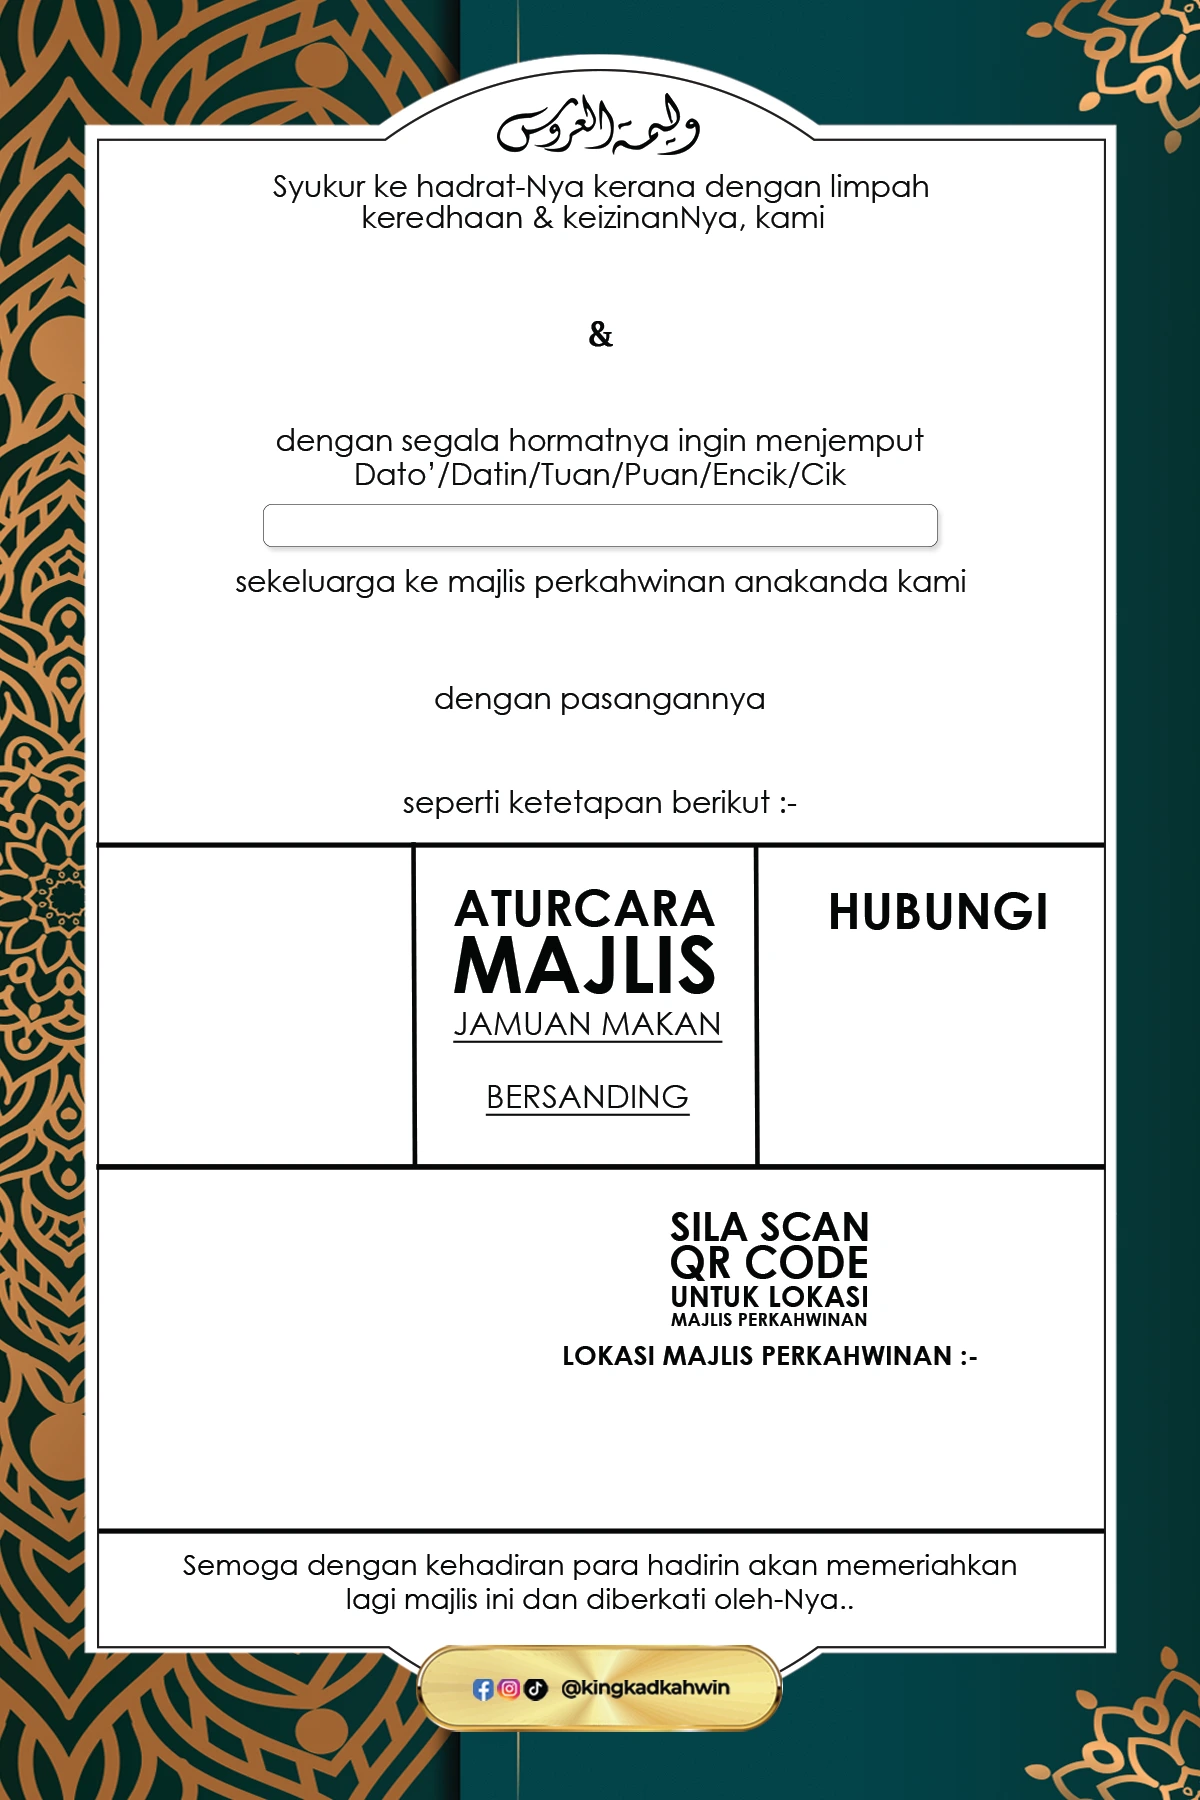 وليمة العروس
Syukur ke hadrat-Nya kerana dengan limpah
keredhaan & keizinanNya, kami
&
dengan segala hormatnya ingin menjemput
Dato'/Datin/Tuan/Puan/Encik/Cik
sekeluarga ke majlis perkahwinan anakanda kami
dengan pasangannya
seperti ketetapan berikut :-
ATURCARA
MAJLIS
JAMUAN MAKAN
BERSANDING
HUBUNGI
SILA SCAN
QR CODE
UNTUK LOKASI
MAJLIS PERKAHWINAN
LOKASI MAJLIS PERKAHWINAN :-
Semoga dengan kehadiran para hadirin akan memeriahkan
lagi majlis ini dan diberkati oleh-Nya..
@kingkadkahwin